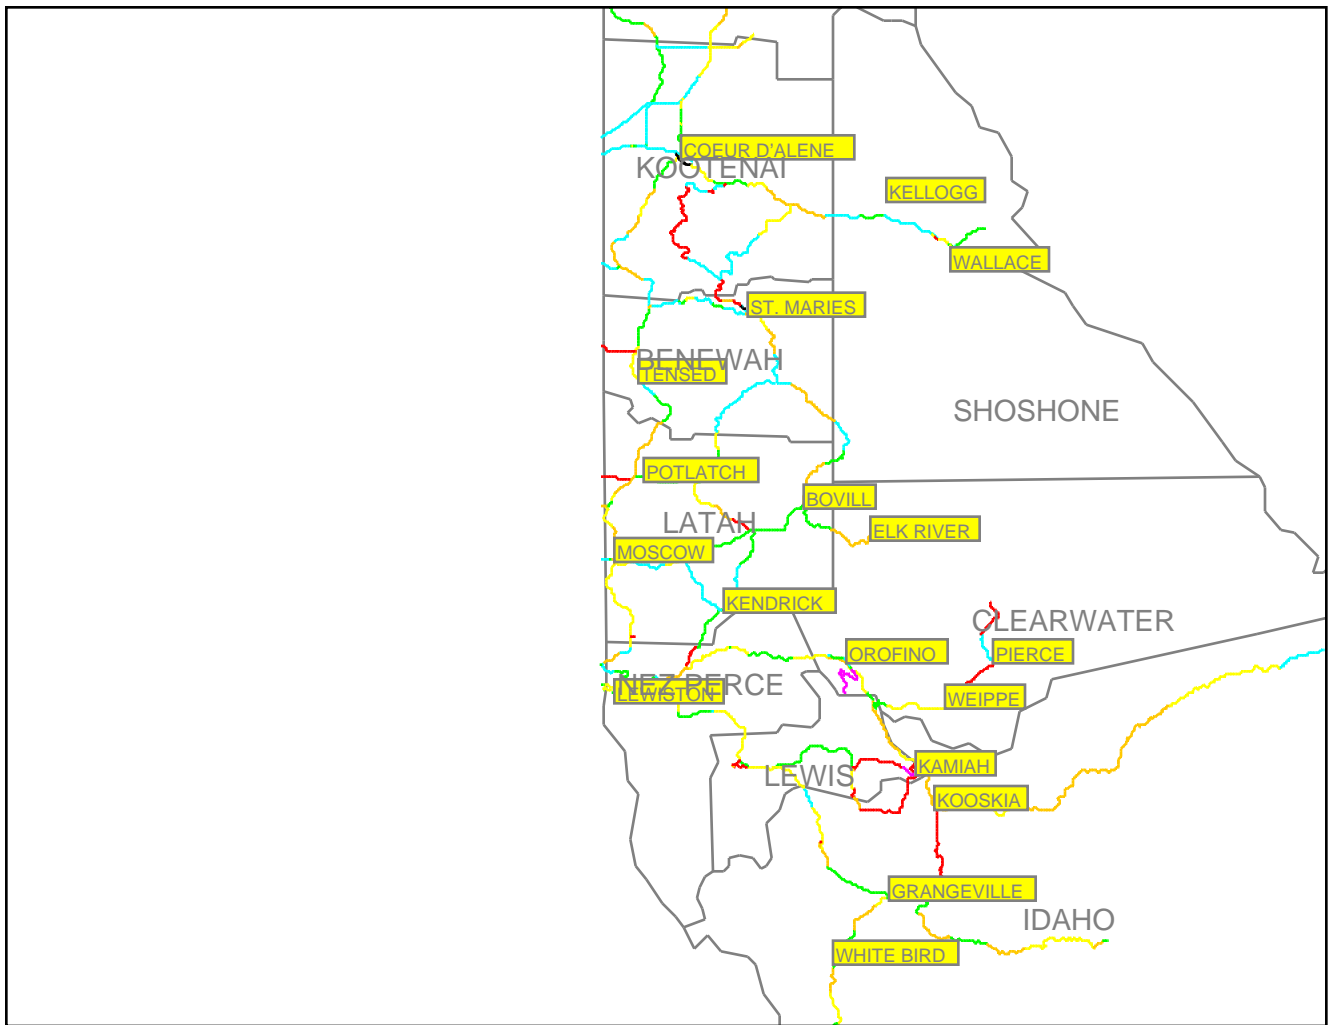 COEUR D'ALENE
KOOTENAI
KELLOGG
WALLACE
ST. MARIES
BENEWAH
TENSED
SHOSHONE
POTLATCH
BOVILL
LATAH
ELK RIVER
MOSCOW
KENDRICK
CLEARWATER
OROFINO
PIERCE
NEZ PERCE
LEWISTON
WEIPPE
KAMIAH
LEWIS
KOOSKIA
GRANGEVILLE
IDAHO
WHITE BIRD